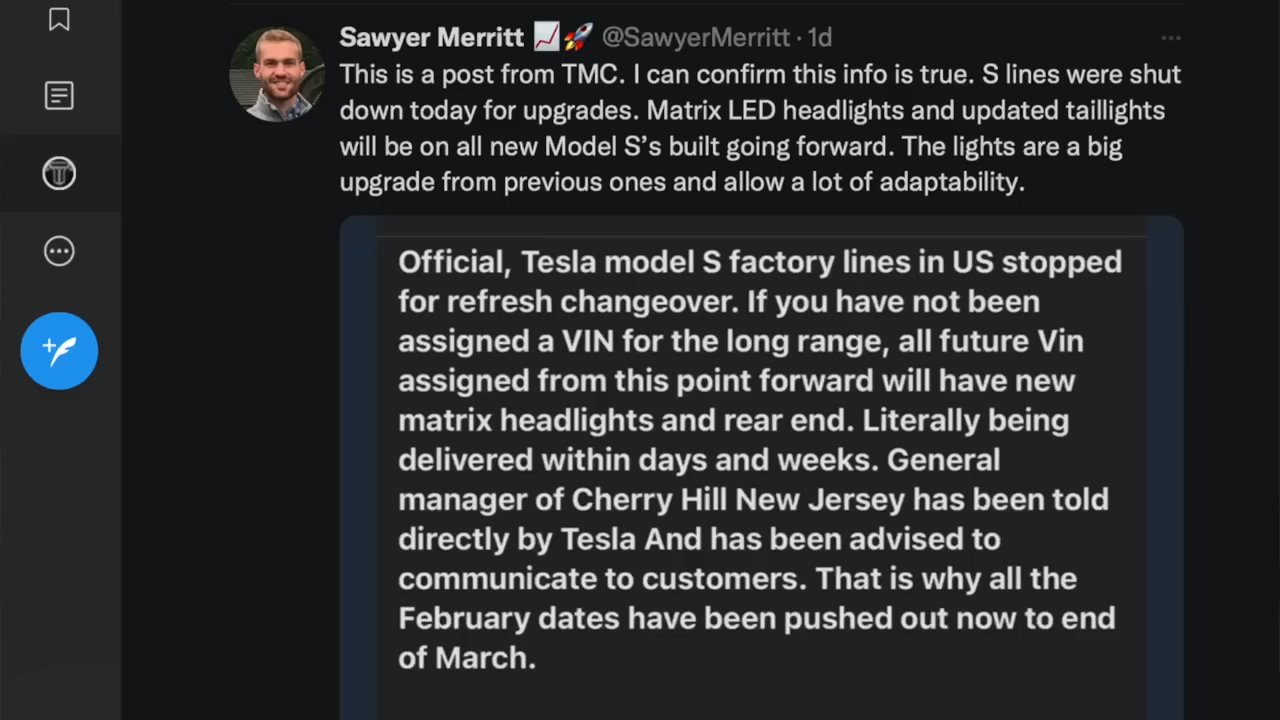 Sawyer Merritt 📈🚀 @SawyerMerritt · 1d
This is a post from TMC. I can confirm this info is true. S lines were shut
down today for upgrades. Matrix LED headlights and updated taillights
will be on all new Model S’s built going forward. The lights are a big
upgrade from previous ones and allow a lot of adaptability.
Official, Tesla model S factory lines in US stopped
for refresh changeover. If you have not been
assigned a VIN for the long range, all future Vin
assigned from this point forward will have new
matrix headlights and rear end. Literally being
delivered within days and weeks. General
manager of Cherry Hill New Jersey has been told
directly by Tesla And has been advised to
communicate to customers. That is why all the
February dates have been pushed out now to end
of March.